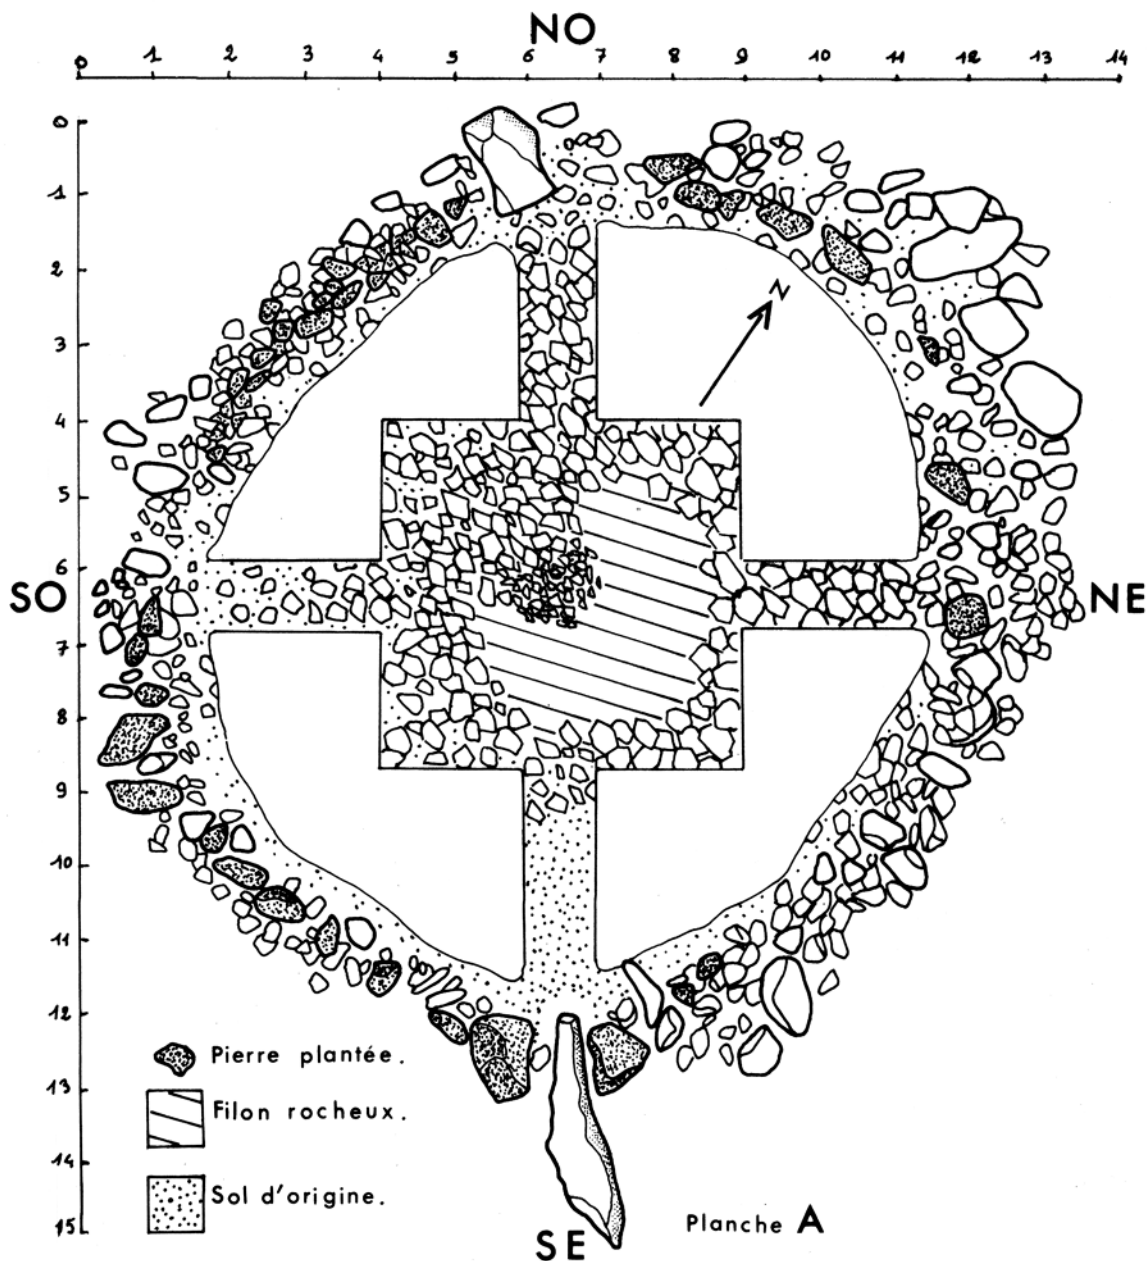 NO
0 1 2 3 4 5 6 7 8 9 10 11 12 13 14
0
1
2
N
3
4
5
6
SO
NE
7
8
9
10
11
12
Pierre plantée.
13
Filon rocheux.
14
Sol d'origine.
15
SE
Planche A